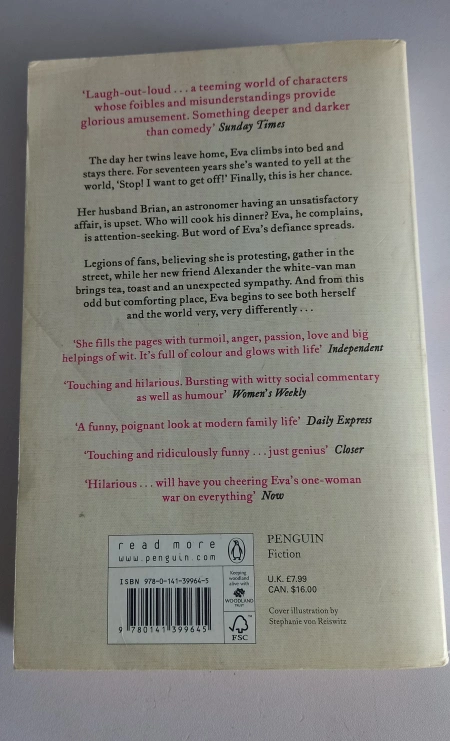 ‘Laugh-out-loud . . . a teeming world of characters
whose foibles and misunderstandings provide
glorious amusement. Something deeper and darker
than comedy’ Sunday Times
The day her twins leave home, Eva climbs into bed and
stays there. For seventeen years she’s wanted to yell at the
world, ‘Stop! I want to get off!’ Finally, this is her chance.
Her husband Brian, an astronomer having an unsatisfactory
affair, is upset. Who will cook his dinner? Eva, he complains,
is attention-seeking. But word of Eva’s defiance spreads.
Legions of fans, believing she is protesting, gather in the
street, while her new friend Alexander the white-van man
brings tea, toast and an unexpected sympathy. And from this
odd but comforting place, Eva begins to see both herself
and the world very, very differently . . .
‘She fills the pages with turmoil, anger, passion, love and big
helpings of wit. It’s full of colour and glows with life’ Independent
‘Touching and hilarious. Bursting with witty social commentary
as well as humour’ Women’s Weekly
‘A funny, poignant look at modern family life’ Daily Express
‘Touching and ridiculously funny . . . just genius’ Closer
‘Hilarious . . . will have you cheering Eva’s one-woman
war on everything’ Now
read more
www.penguin.com
ISBN 978-0-141-39964-5
9 780141 399645
Keeping
woodland
alive with
WOODLAND
TRUST
FSC™
PENGUIN
Fiction
U.K. £7.99
CAN. $16.00
Cover illustration by
Stephanie von Reiswitz